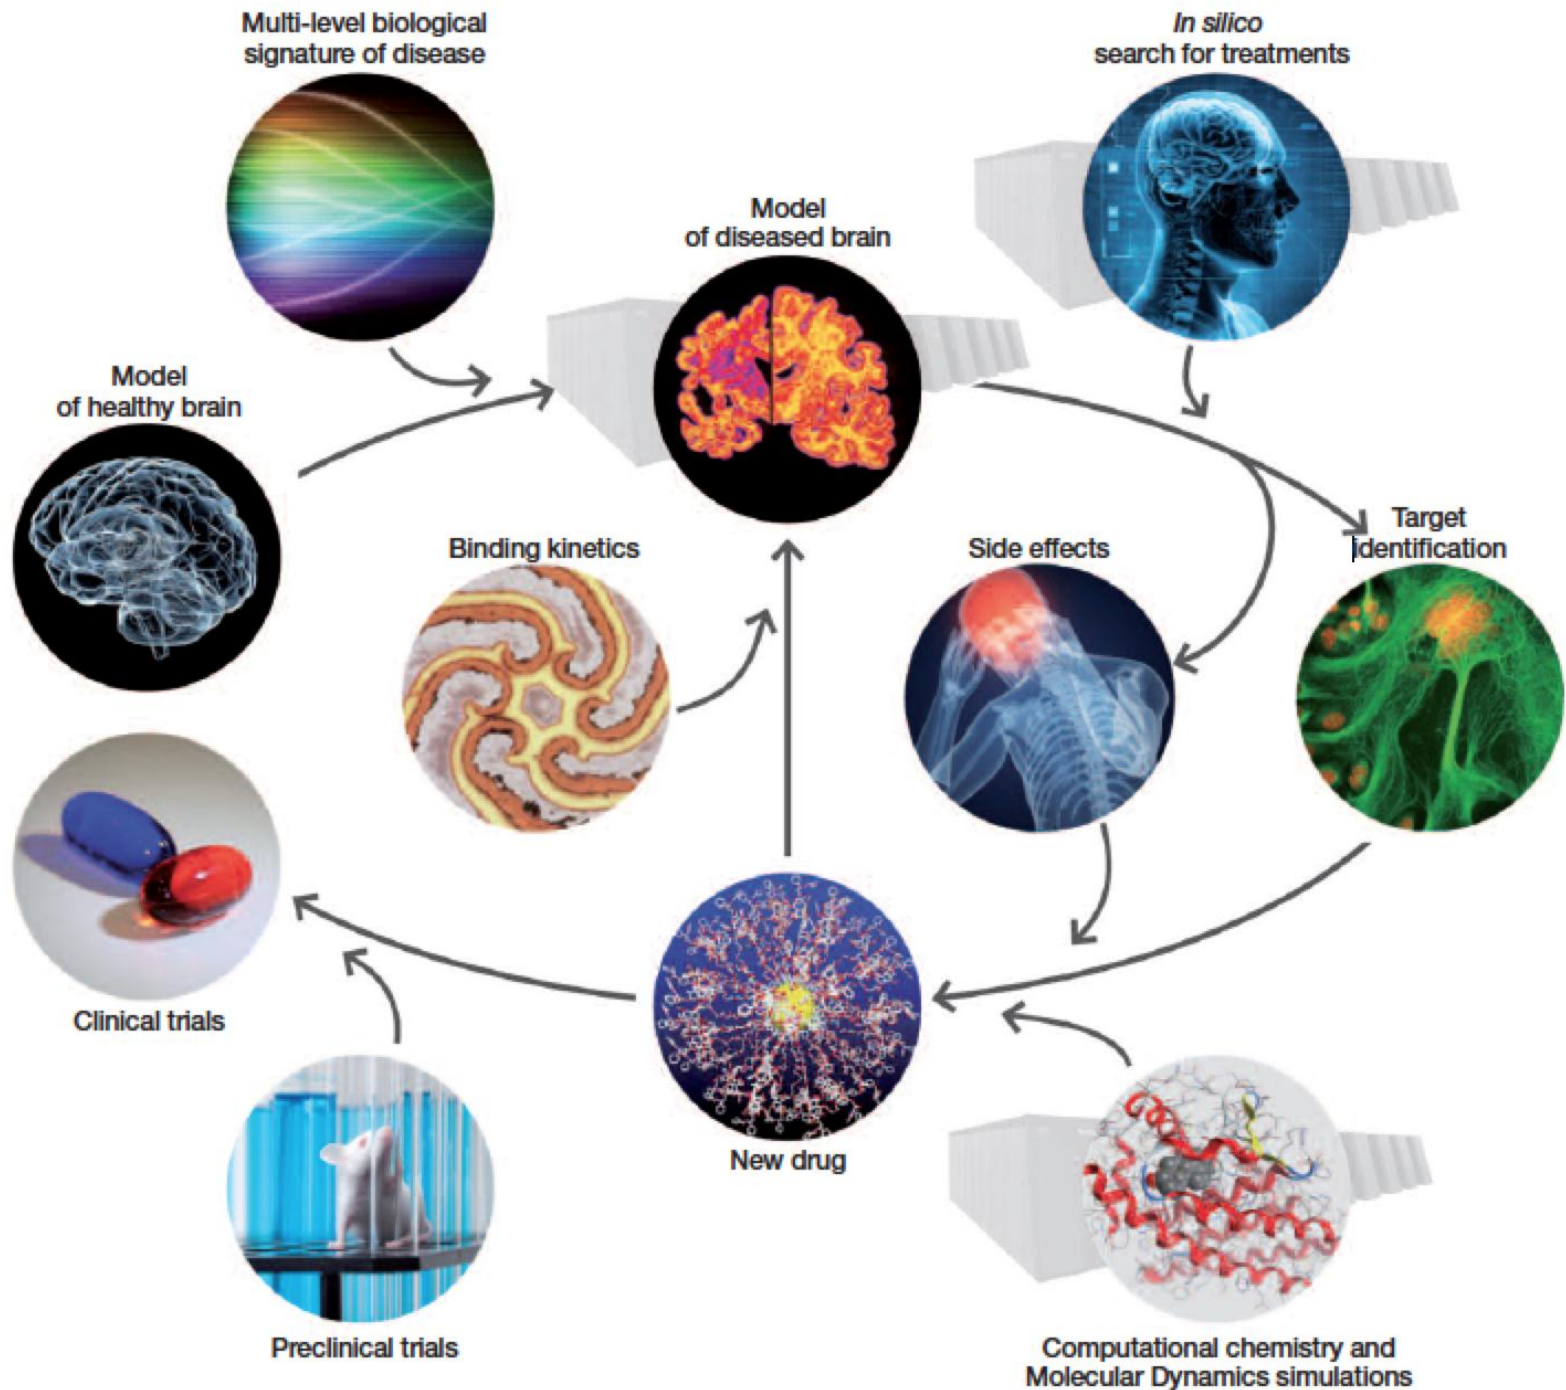 Multi-level biological
signature of disease
In silico
search for treatments
Model
of diseased brain
Model
of healthy brain
Binding kinetics
Side effects
Target
identification
Clinical trials
New drug
Preclinical trials
Computational chemistry and
Molecular Dynamics simulations